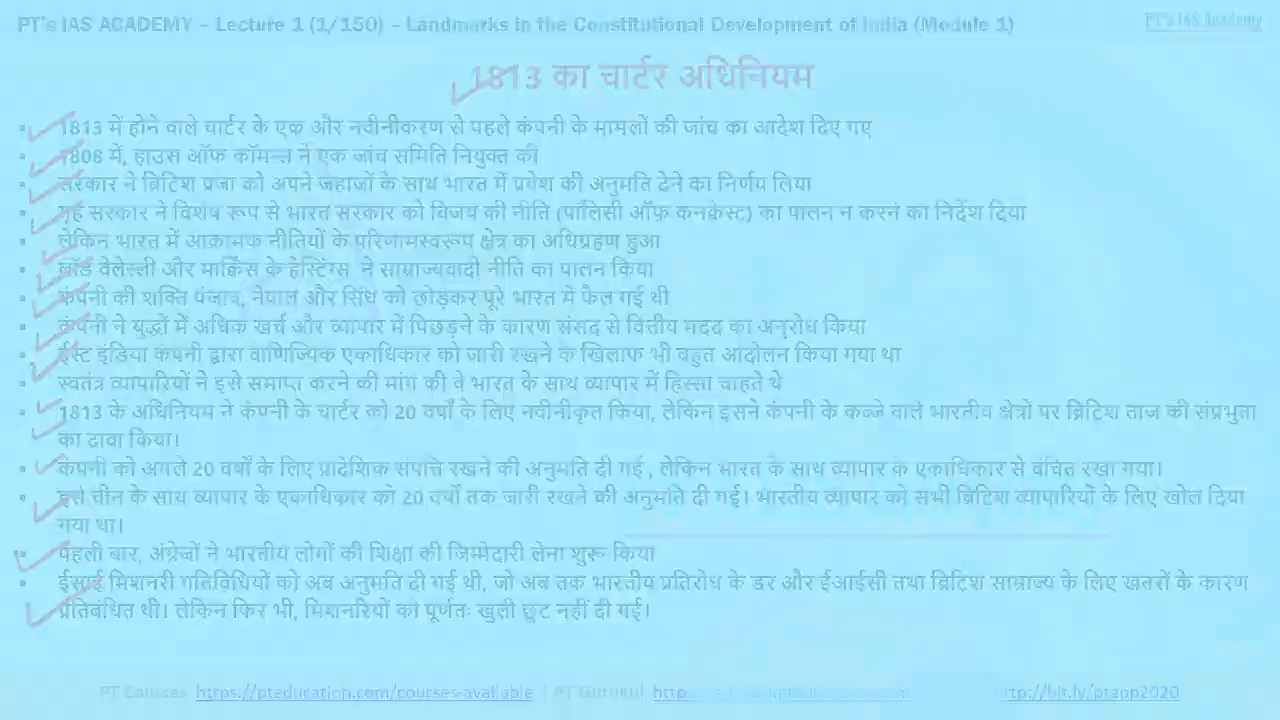 PT's IAS ACADEMY – Lecture 1 (1/150) – Landmarks in the Constitutional Development of India (Module 1)
PT's IAS Academy
1813 का चार्टर अधिनियम
• 1813 में होने वाले चार्टर के एक और नवीनीकरण से पहले कंपनी के मामलों की जांच का आदेश दिए गए
• 1808 में, हाउस ऑफ कॉमन्स ने एक जांच समिति नियुक्त की
• सरकार ने ब्रिटिश प्रजा को अपने जहाजों के साथ भारत में प्रवेश की अनुमति देने का निर्णय लिया
• गृह सरकार ने विशेष रूप से भारत सरकार को विजय की नीति (पॉलिसी ऑफ़ कनक्वेस्ट) का पालन न करने का निर्देश दिया
• लेकिन भारत में आक्रामक नीतियों के परिणामस्वरूप क्षेत्र का अधिग्रहण हुआ
• लॉर्ड वेलेस्ली और मार्क्विस के हेस्टिंग्स ने साम्राज्यवादी नीति का पालन किया
• कंपनी की शक्ति पंजाब, नेपाल और सिंध को छोड़कर पूरे भारत में फैल गई थी
• कंपनी ने युद्धों में अधिक खर्च और व्यापार में पिछड़ने के कारण संसद से वित्तीय मदद का अनुरोध किया
• ईस्ट इंडिया कंपनी द्वारा वाणिज्यिक एकाधिकार को जारी रखने के खिलाफ भी बहुत आंदोलन किया गया था
• स्वतंत्र व्यापारियों ने इसे समाप्त करने की मांग की वे भारत के साथ व्यापार में हिस्सा चाहते थे
• 1813 के अधिनियम ने कंपनी के चार्टर को 20 वर्षों के लिए नवीनीकृत किया, लेकिन इसने कंपनी के कब्जे वाले भारतीय क्षेत्रों पर ब्रिटिश ताज की संप्रभुता
का दावा किया।
• कंपनी को अगले 20 वर्षों के लिए प्रादेशिक संपत्ति रखने की अनुमति दी गई , लेकिन भारत के साथ व्यापार के एकाधिकार से वंचित रखा गया।
• इसे चीन के साथ व्यापार के एकाधिकार को 20 वर्षों तक जारी रखने की अनुमति दी गई। भारतीय व्यापार को सभी ब्रिटिश व्यापारियों के लिए खोल दिया
गया था।
• पहली बार, अंग्रेजों ने भारतीय लोगों की शिक्षा की जिम्मेदारी लेना शुरू किया
• ईसाई मिशनरी गतिविधियों को अब अनुमति दी गई थी, जो अब तक भारतीय प्रतिरोध के डर और ईआईसी तथा ब्रिटिश साम्राज्य के लिए खतरों के कारण
प्रतिबंधित थी। लेकिन फिर भी, मिशनरियों को पूर्णतः खुली छूट नहीं दी गई।
PT Courses https://pteducation.com/courses-available | PT Gurukul http http://bit.ly/ptapp2020